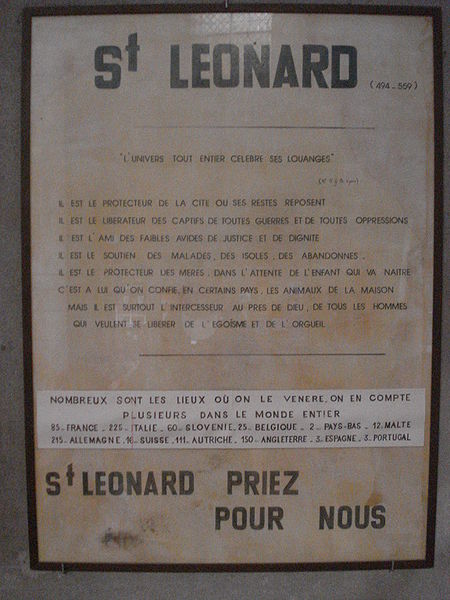 St LEONARD (494-559)
"L'UNIVERS TOUT ENTIER CELEBRE SES LOUANGES"
IL EST LE PROTECTEUR DE LA CITE OU SES RESTES REPOSENT
IL EST LE LIBERATEUR DES CAPTIFS DE TOUTES GUERRES ET DE TOUTES OPPRESSIONS
IL EST L'AMI DES FAIBLES AVIDES DE JUSTICE ET DE DIGNITE
IL EST LE SOUTIEN DES MALADES, DES ISOLES, DES ABANDONNES.
IL EST LE PROTECTEUR DES MERES, DANS L'ATTENTE DE L'ENFANT QUI VA NAITRE
C'EST A LUI QU'ON CONFIE, EN CERTAINS PAYS, LES ANIMAUX DE LA MAISON
MAIS IL EST SURTOUT L'INTERCESSEUR AU PRES DE DIEU, DE TOUS LES HOMMES
QUI VEULENT SE LIBERER DE L'EGOÏSME ET DE L'ORGUEIL
NOMBREUX SONT LES LIEUX OÙ ON LE VENERE, ON EN COMPTE
PLUSIEURS DANS LE MONDE ENTIER
85-FRANCE - 225-ITALIE - 60-SLOVENIE - 25-BELGIQUE - 2-PAYS-BAS - 12-MALTE
215-ALLEMAGNE - 16-SUISSE - 111-AUTRICHE - 150-ANGLETERRE - 3-ESPAGNE - 3-PORTUGAL
St LEONARD PRIEZ
POUR NOUS